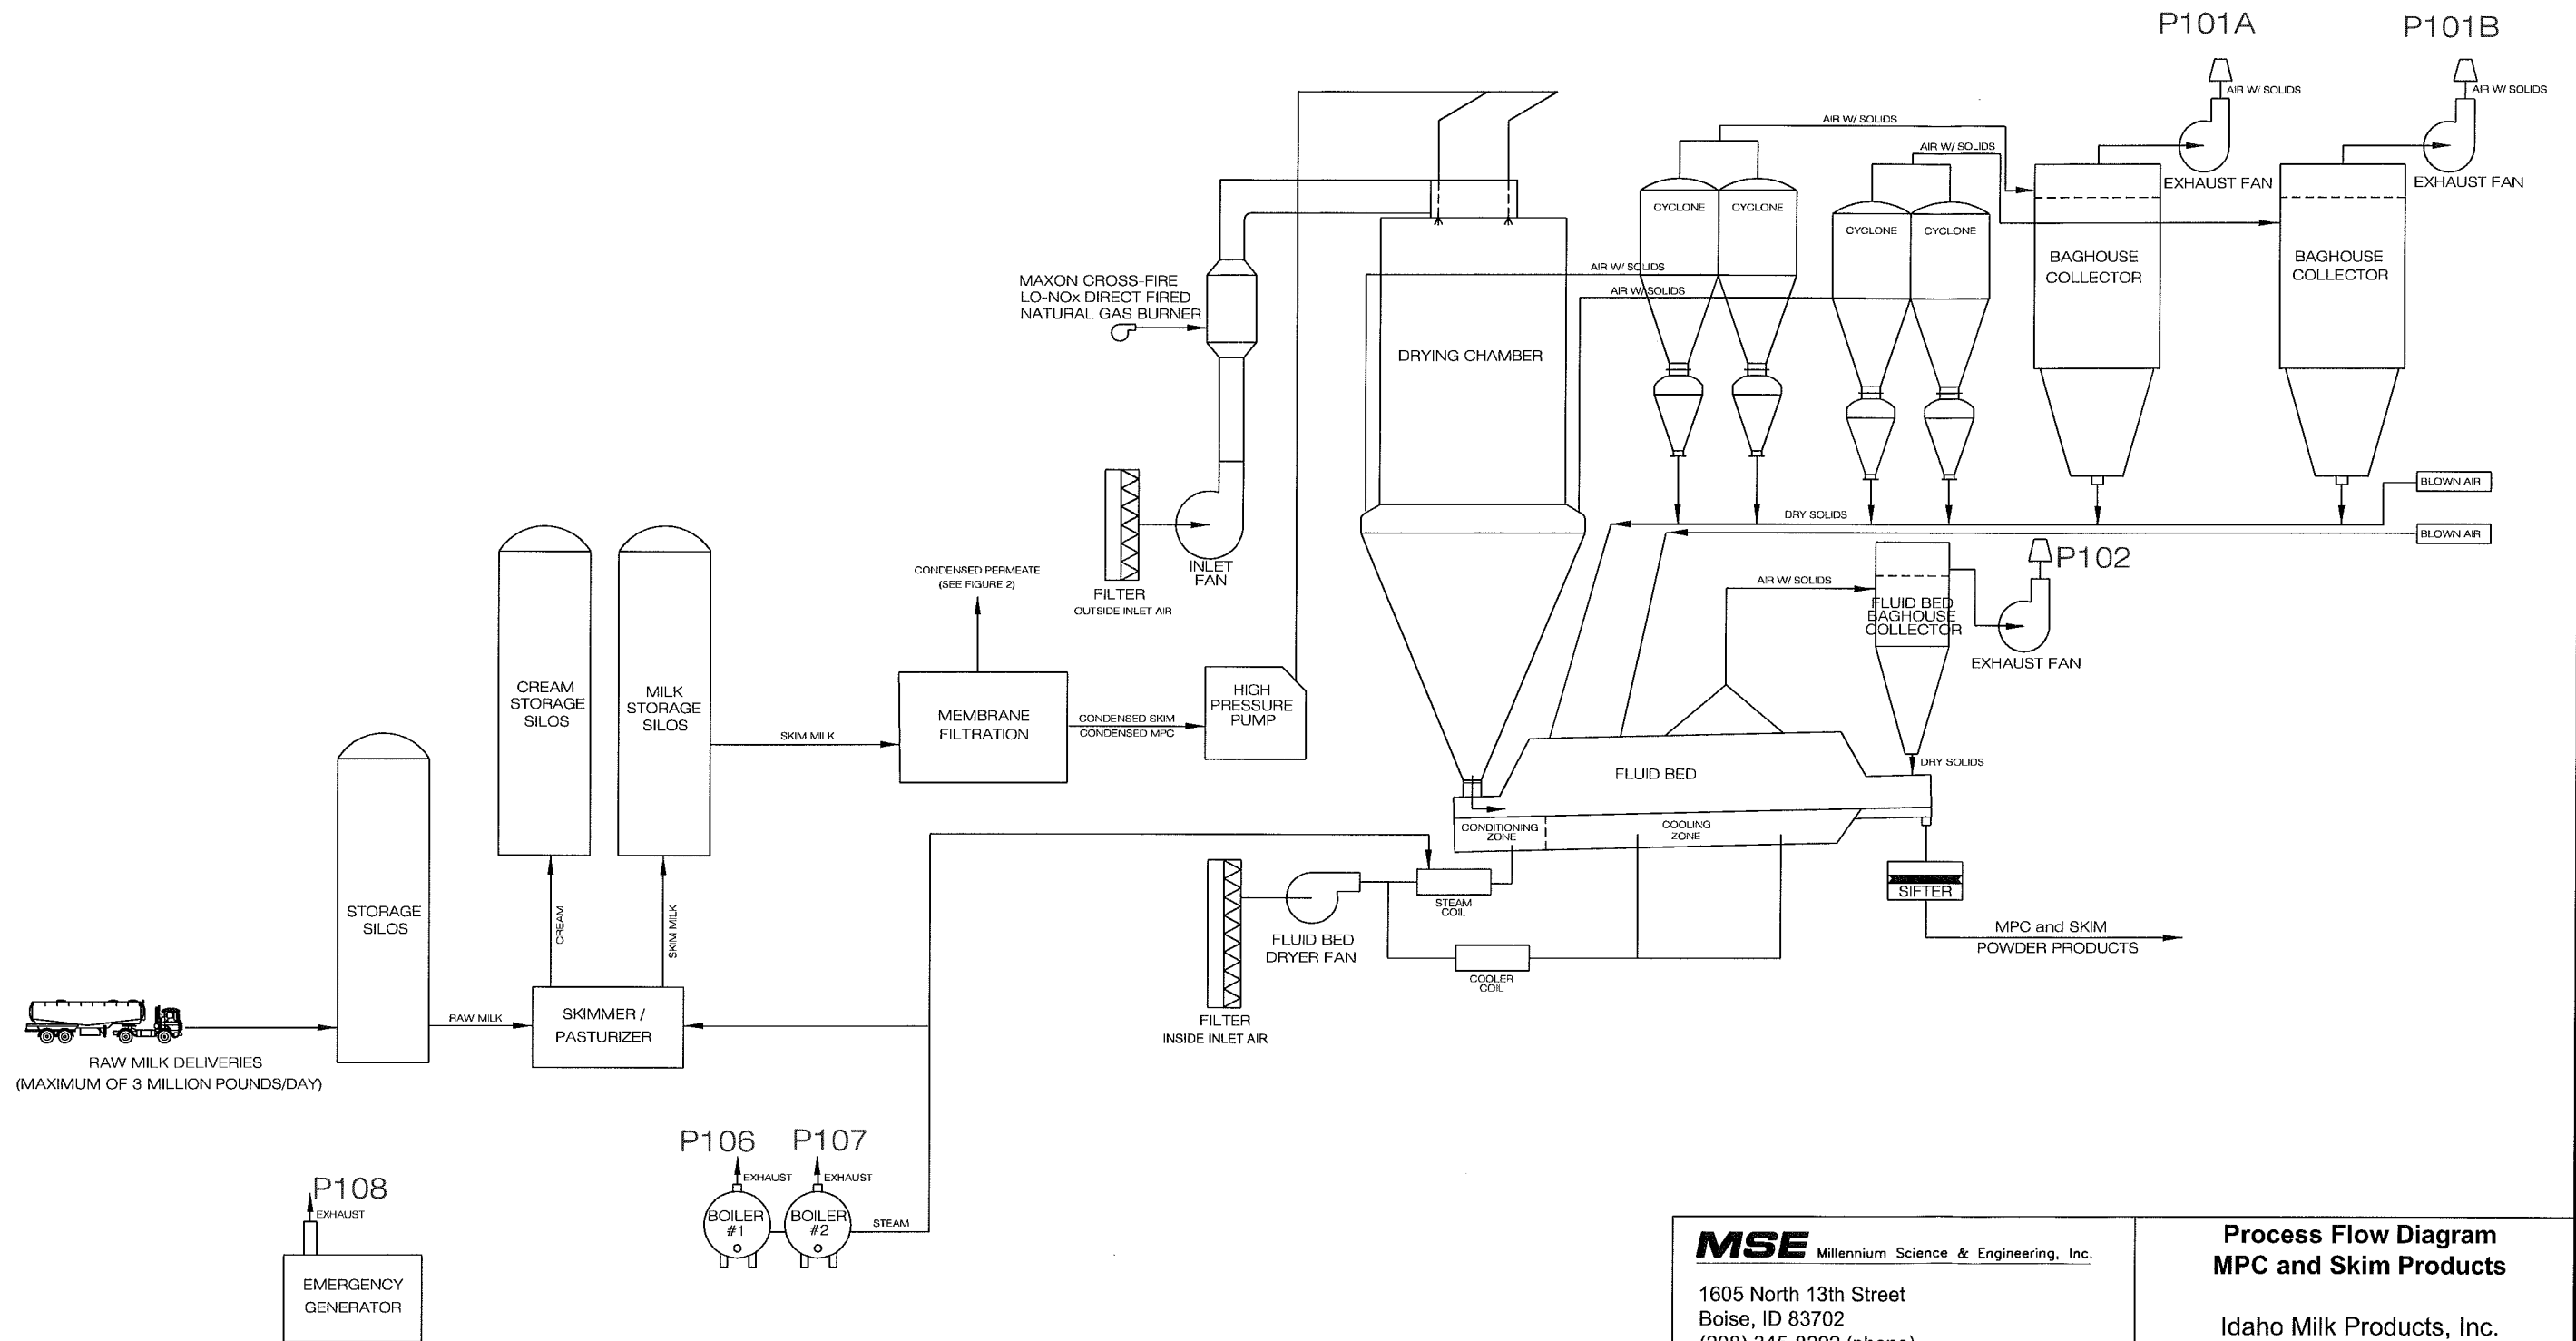 P101A
P101B
AIR W/ SOLIDS
AIR W/ SOLIDS
AIR W/ SOLIDS
AIR W/ SOLIDS
EXHAUST FAN
EXHAUST FAN
CYCLONE
CYCLONE
CYCLONE
CYCLONE
BAGHOUSE
COLLECTOR
BAGHOUSE
COLLECTOR
AIR W/ SOLIDS
AIR W/ SOLIDS
MAXON CROSS-FIRE
LO-NOx DIRECT FIRED
NATURAL GAS BURNER
DRYING CHAMBER
BLOWN AIR
DRY SOLIDS
BLOWN AIR
P102
INLET
FAN
FILTER
OUTSIDE INLET AIR
CONDENSED PERMEATE
(SEE FIGURE 2)
AIR W/ SOLIDS
FLUID BED
BAGHOUSE
COLLECTOR
EXHAUST FAN
CREAM
STORAGE
SILOS
MILK
STORAGE
SILOS
SKIM MILK
MEMBRANE
FILTRATION
CONDENSED SKIM
CONDENSED MPC
HIGH
PRESSURE
PUMP
FLUID BED
DRY SOLIDS
CONDITIONING
ZONE
COOLING
ZONE
STORAGE
SILOS
CREAM
SKIM MILK
STEAM
COIL
SIFTER
FLUID BED
DRYER FAN
COOLER
COIL
MPC and SKIM
POWDER PRODUCTS
FILTER
INSIDE INLET AIR
RAW MILK
SKIMMER /
PASTURIZER
RAW MILK DELIVERIES
(MAXIMUM OF 3 MILLION POUNDS/DAY)
P106
P107
EXHAUST
EXHAUST
BOILER
#1
BOILER
#2
STEAM
P108
EXHAUST
EMERGENCY
GENERATOR
MSE Millennium Science & Engineering, Inc.
1605 North 13th Street
Boise, ID 83702
(208) 345-8292 (phone)
Process Flow Diagram
MPC and Skim Products
Idaho Milk Products, Inc.